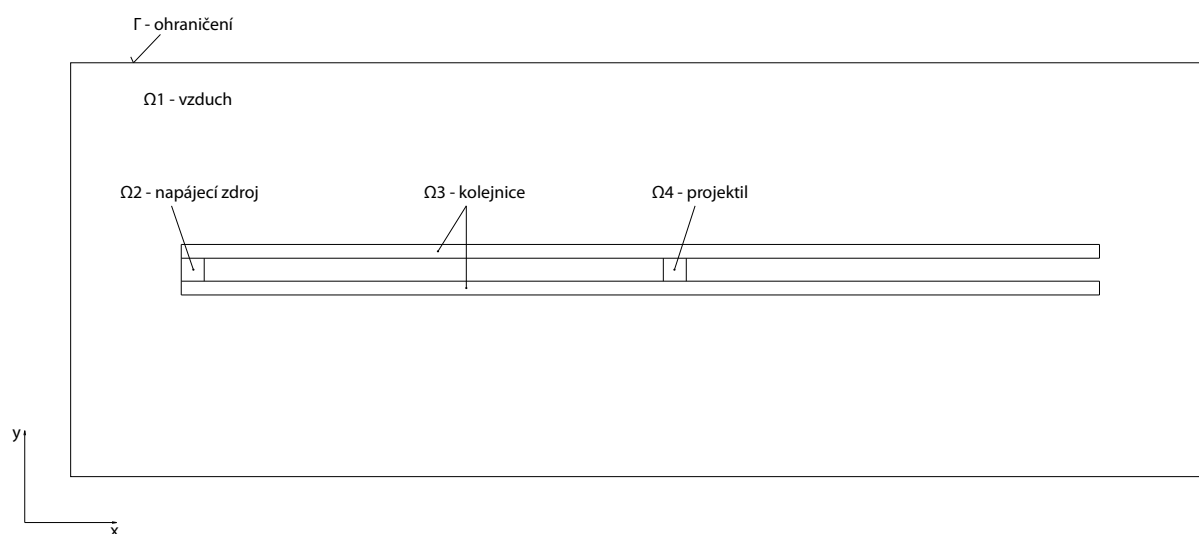 Γ - ohraničení
Ω1 - vzduch
Ω2 - napájecí zdroj
Ω3 - kolejnice
Ω4 - projektil
y
x